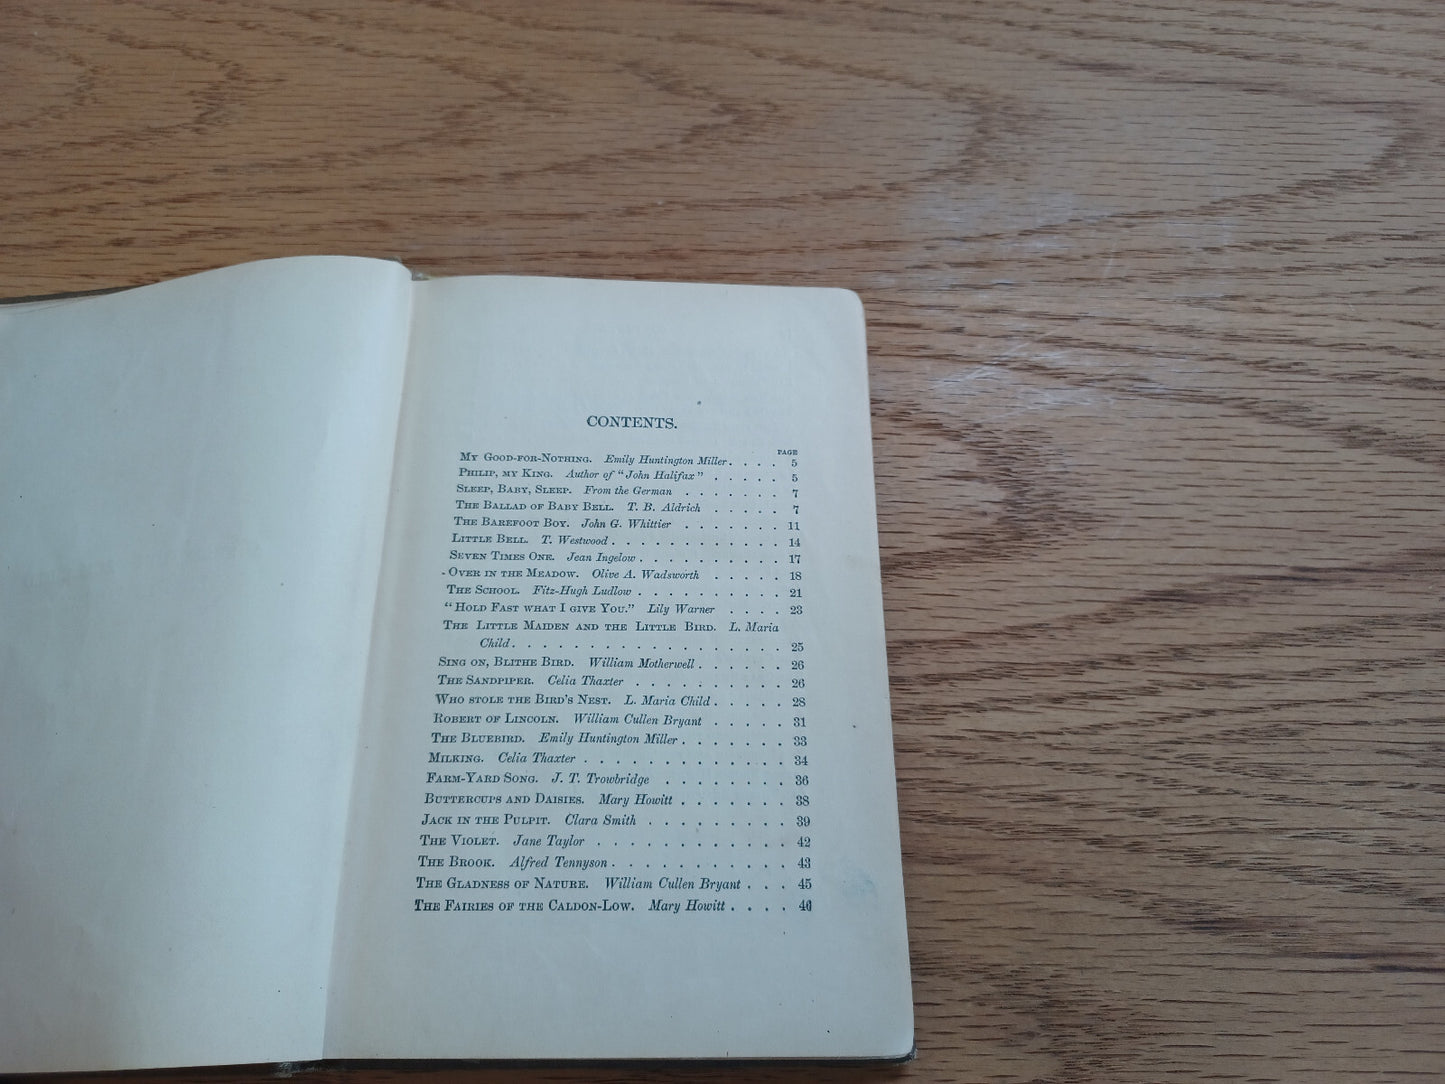 CONTENTS.
PAGE
My Good-for-Nothing. Emily Huntington Miller . . . . 5
Philip, my King. Author of "John Halifax" . . . . . 5
Sleep, Baby, Sleep. From the German . . . . . . . 7
The Ballad of Baby Bell. T. B. Aldrich . . . . . 7
The Barefoot Boy. John G. Whittier . . . . . . . 11
Little Bell. T. Westwood . . . . . . . . . . . . 14
Seven Times One. Jean Ingelow . . . . . . . . . . 17
Over in the Meadow. Olive A. Wadsworth . . . . . 18
The School. Fitz-Hugh Ludlow . . . . . . . . . . 21
"Hold Fast what I give You." Lily Warner . . . . 23
The Little Maiden and the Little Bird. L. Maria
Child . . . . . . . . . . . . . . . . . . 25
Sing on, Blithe Bird. William Motherwell . . . . . . 26
The Sandpiper. Celia Thaxter . . . . . . . . . . 26
Who stole the Bird's Nest. L. Maria Child . . . . . 28
Robert of Lincoln. William Cullen Bryant . . . . . 31
The Bluebird. Emily Huntington Miller . . . . . . . 33
Milking. Celia Thaxter . . . . . . . . . . . . . 34
Farm-Yard Song. J. T. Trowbridge . . . . . . . . 36
Buttercups and Daisies. Mary Howitt . . . . . . . 38
Jack in the Pulpit. Clara Smith . . . . . . . . . 39
The Violet. Jane Taylor . . . . . . . . . . . . 42
The Brook. Alfred Tennyson . . . . . . . . . . . 43
The Gladness of Nature. William Cullen Bryant . . . 45
The Fairies of the Caldon-Low. Mary Howitt . . . . 46